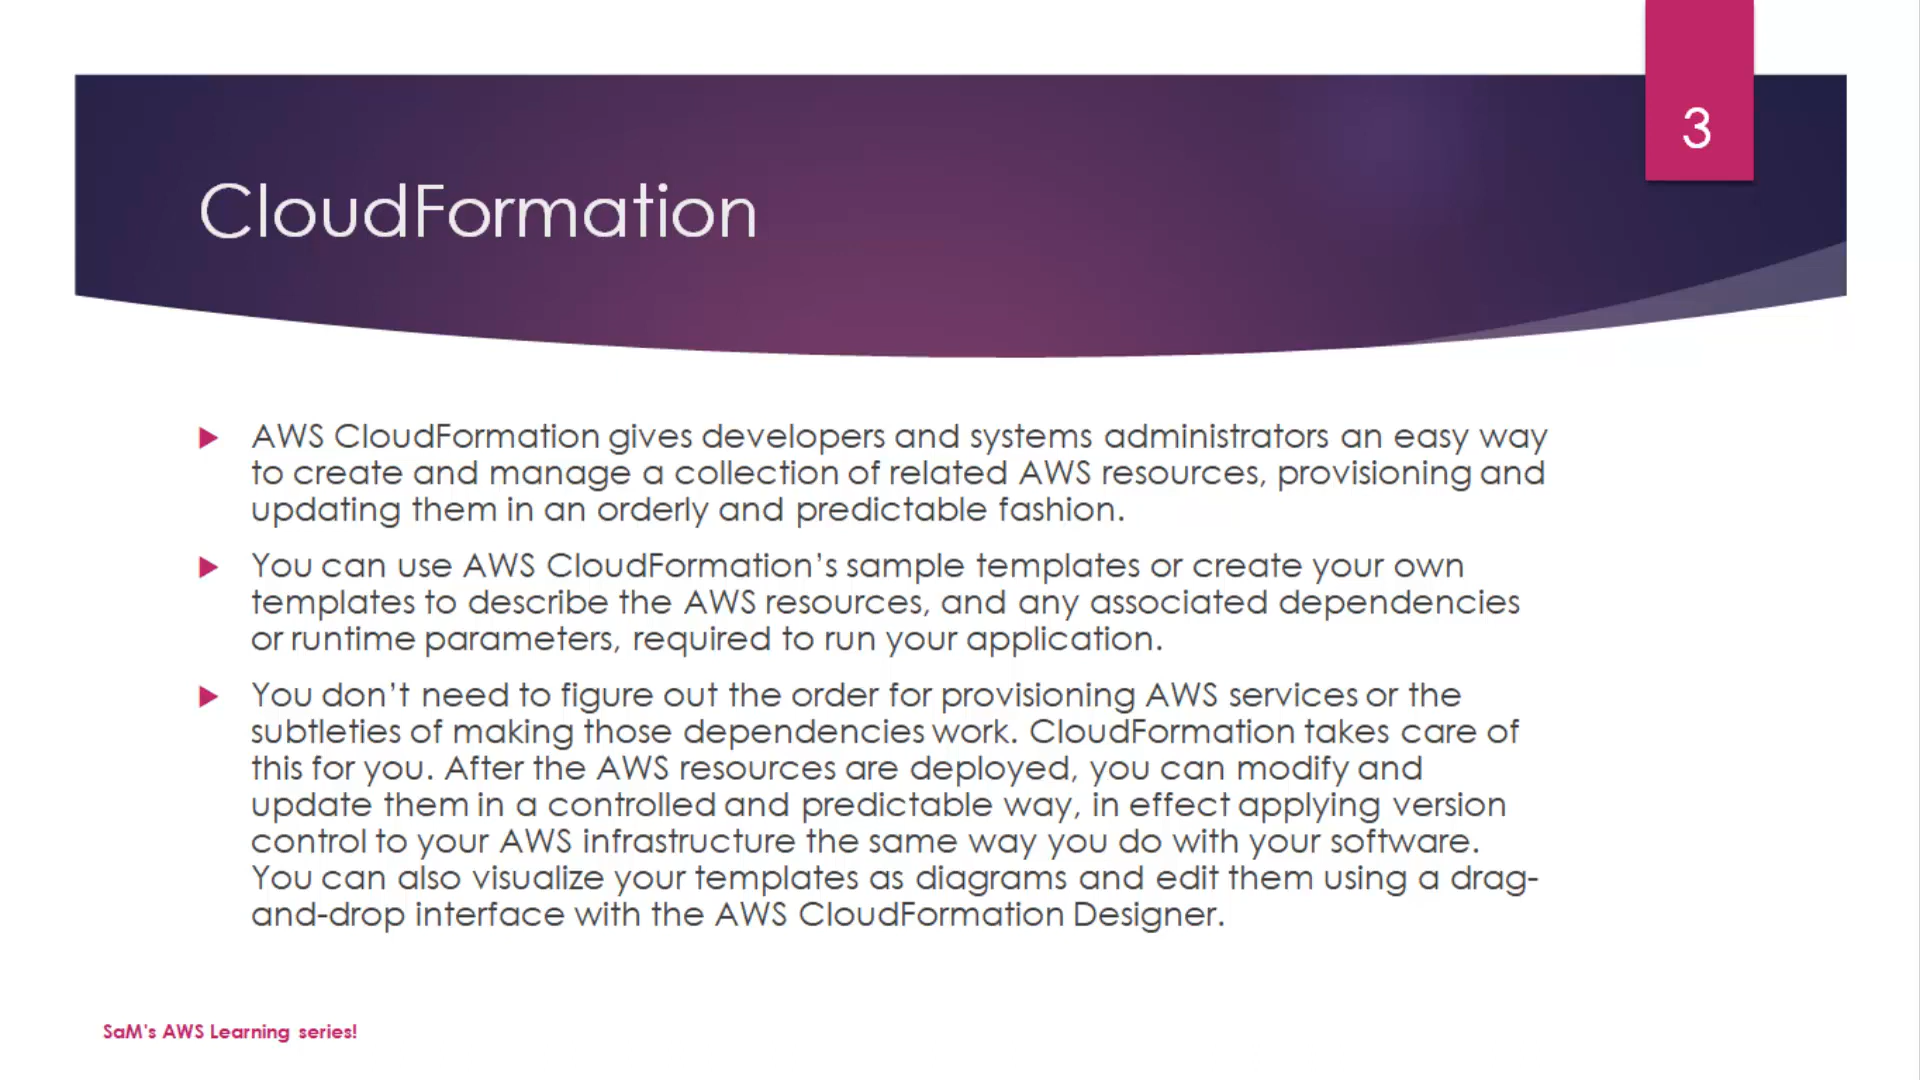 3
CloudFormation
AWS CloudFormation gives developers and systems administrators an easy way
to create and manage a collection of related AWS resources, provisioning and
updating them in an orderly and predictable fashion.
You can use AWS CloudFormation’s sample templates or create your own
templates to describe the AWS resources, and any associated dependencies
or runtime parameters, required to run your application.
You don’t need to figure out the order for provisioning AWS services or the
subtleties of making those dependencies work. CloudFormation takes care of
this for you. After the AWS resources are deployed, you can modify and
update them in a controlled and predictable way, in effect applying version
control to your AWS infrastructure the same way you do with your software.
You can also visualize your templates as diagrams and edit them using a drag-
and-drop interface with the AWS CloudFormation Designer.
SaM's AWS Learning series!